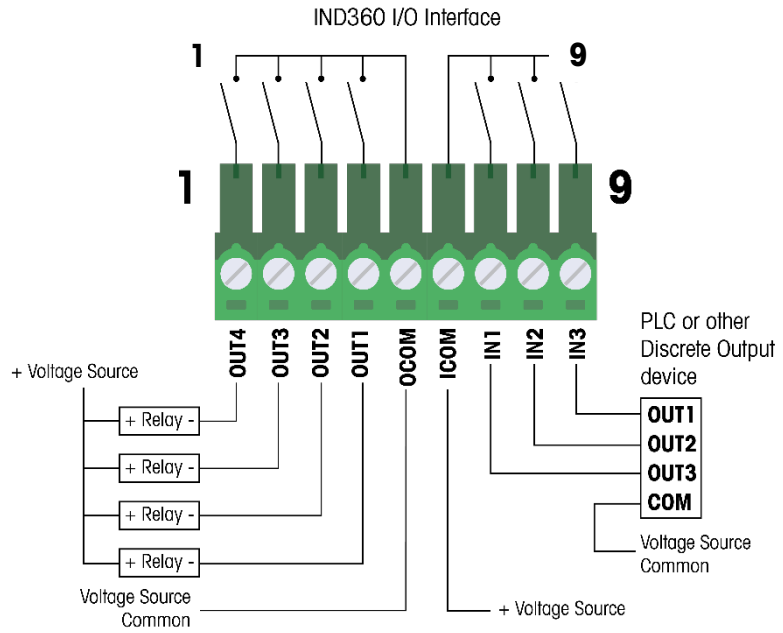 IND360 I/O Interface
1
9
1
9
OUT4
OUT3
OUT2
OUT1
OCOM
ICOM
IN1
IN2
IN3
PLC or other
Discrete Output
device
OUT1
OUT2
OUT3
COM
Voltage Source
Common
+ Voltage Source
+ Relay -
+ Relay -
+ Relay -
+ Relay -
Voltage Source
Common
+ Voltage Source